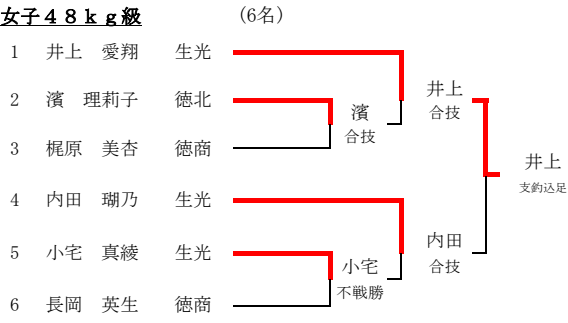 女子４８ｋｇ級 (6名)
1 井上 愛翔 生光
2 濱 理莉子 徳北
3 梶原 美杏 徳商
4 内田 瑚乃 生光
5 小宅 真綾 生光
6 長岡 英生 徳商
濱
合技
小宅
不戦勝
井上
合技
内田
合技
井上
支釣込足